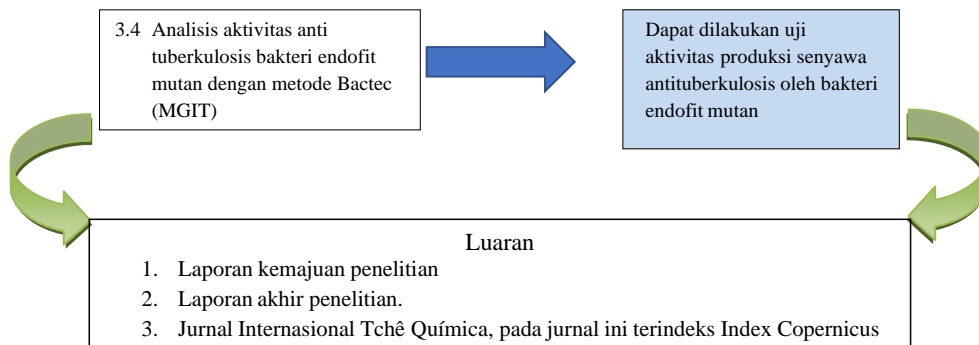 3.4 Analisis aktivitas anti
tuberkulosis bakteri endofit
mutan dengan metode Bactec
(MGIT)
Dapat dilakukan uji
aktivitas produksi senyawa
antituberkulosis oleh bakteri
endofit mutan
Luaran
1. Laporan kemajuan penelitian
2. Laporan akhir penelitian.
3. Jurnal Internasional Tchê Química, pada jurnal ini terindeks Index Copernicus